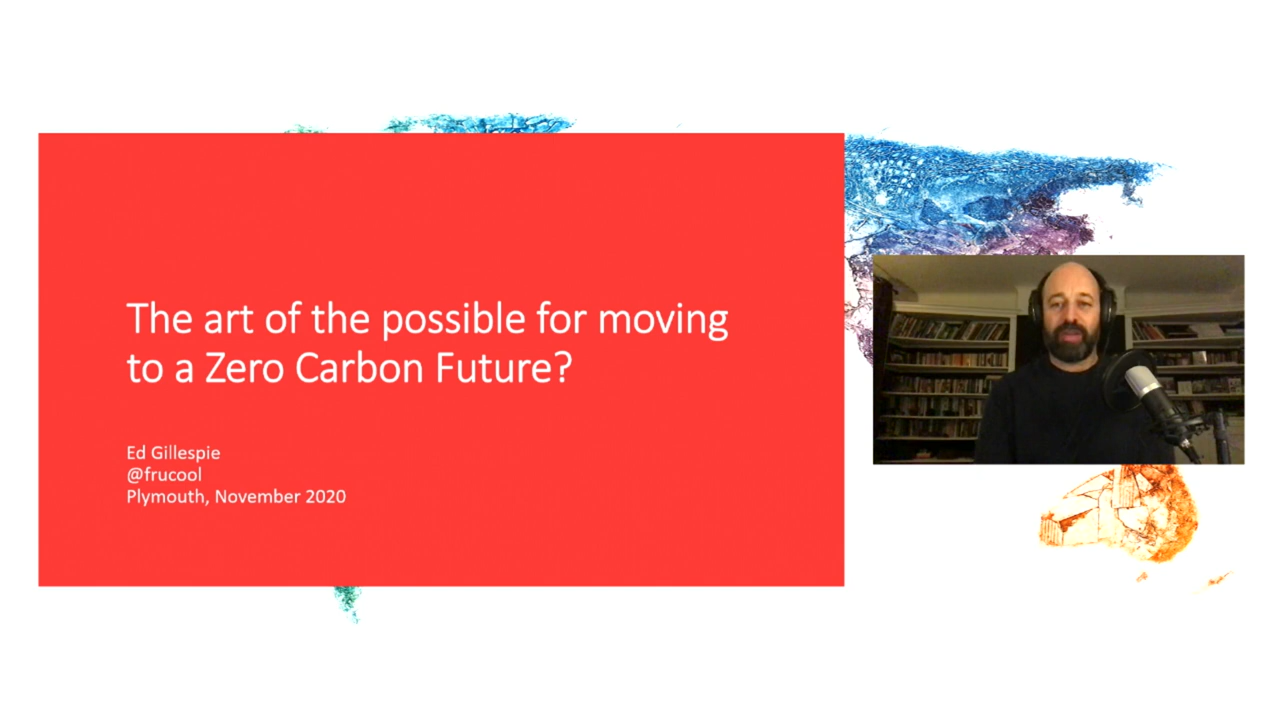 The art of the possible for moving
to a Zero Carbon Future?
Ed Gillespie
@frucool
Plymouth, November 2020